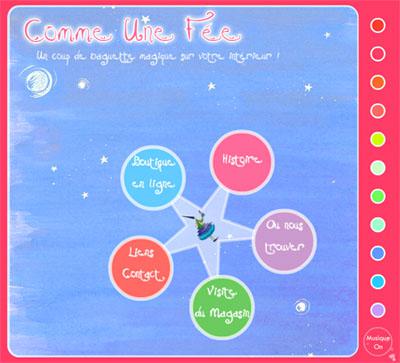 Comme Une Fée
Un coup de baguette magique sur votre intérieur !
Boutique
en ligne
Histoire
Ou nous
trouver
Liens
Contact
Visite
du Magasin
Musique
On